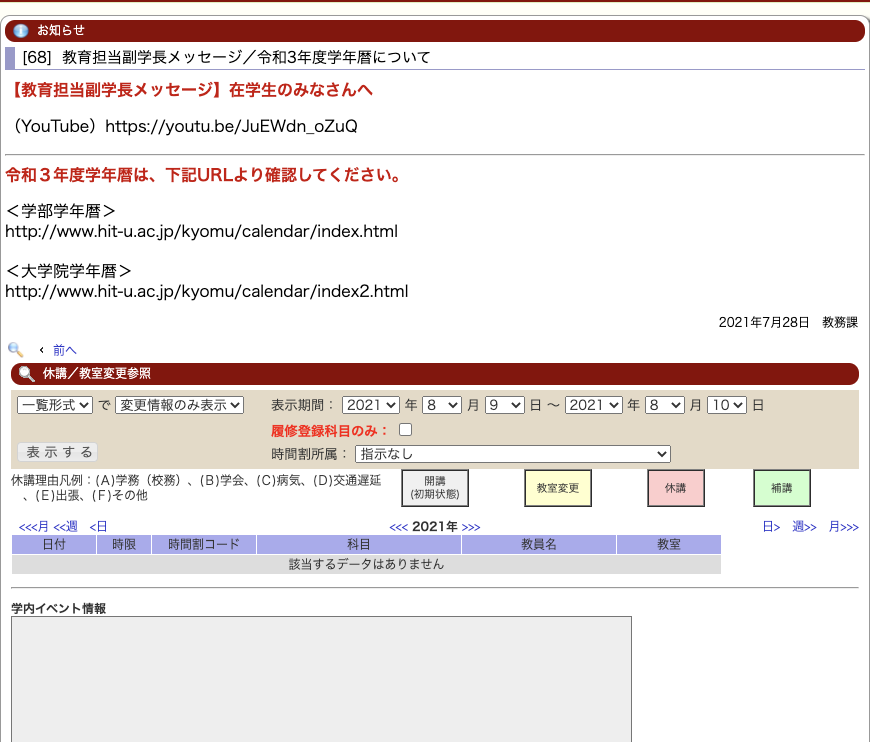 お知らせ
[68] 教育担当副学長メッセージ／令和3年度学年暦について
【教育担当副学長メッセージ】在学生のみなさんへ
（YouTube）https://youtu.be/JuEWdn_oZuQ
令和３年度学年暦は、下記URLより確認してください。
＜学部学年暦＞
http://www.hit-u.ac.jp/kyomu/calendar/index.html
＜大学院学年暦＞
http://www.hit-u.ac.jp/kyomu/calendar/index2.html
2021年7月28日　教務課
前へ
休講／教室変更参照
一覧形式 で 変更情報のみ表示 表示期間： 2021 年 8 月 9 日 〜 2021 年 8 月 10 日
履修登録科目のみ：
表 示 す る 時間割所属： 指示なし
休講理由凡例：(A)学務（校務）、(B)学会、(C)病気、(D)交通遅延
、(E)出張、(F)その他
開講
(初期状態)
教室変更
休講
補講
<<<月 <<週 <日 <<< 2021年 >>> 日> 週>> 月>>>
日付 時限 時間割コード 科目 教員名 教室
該当するデータはありません
学内イベント情報